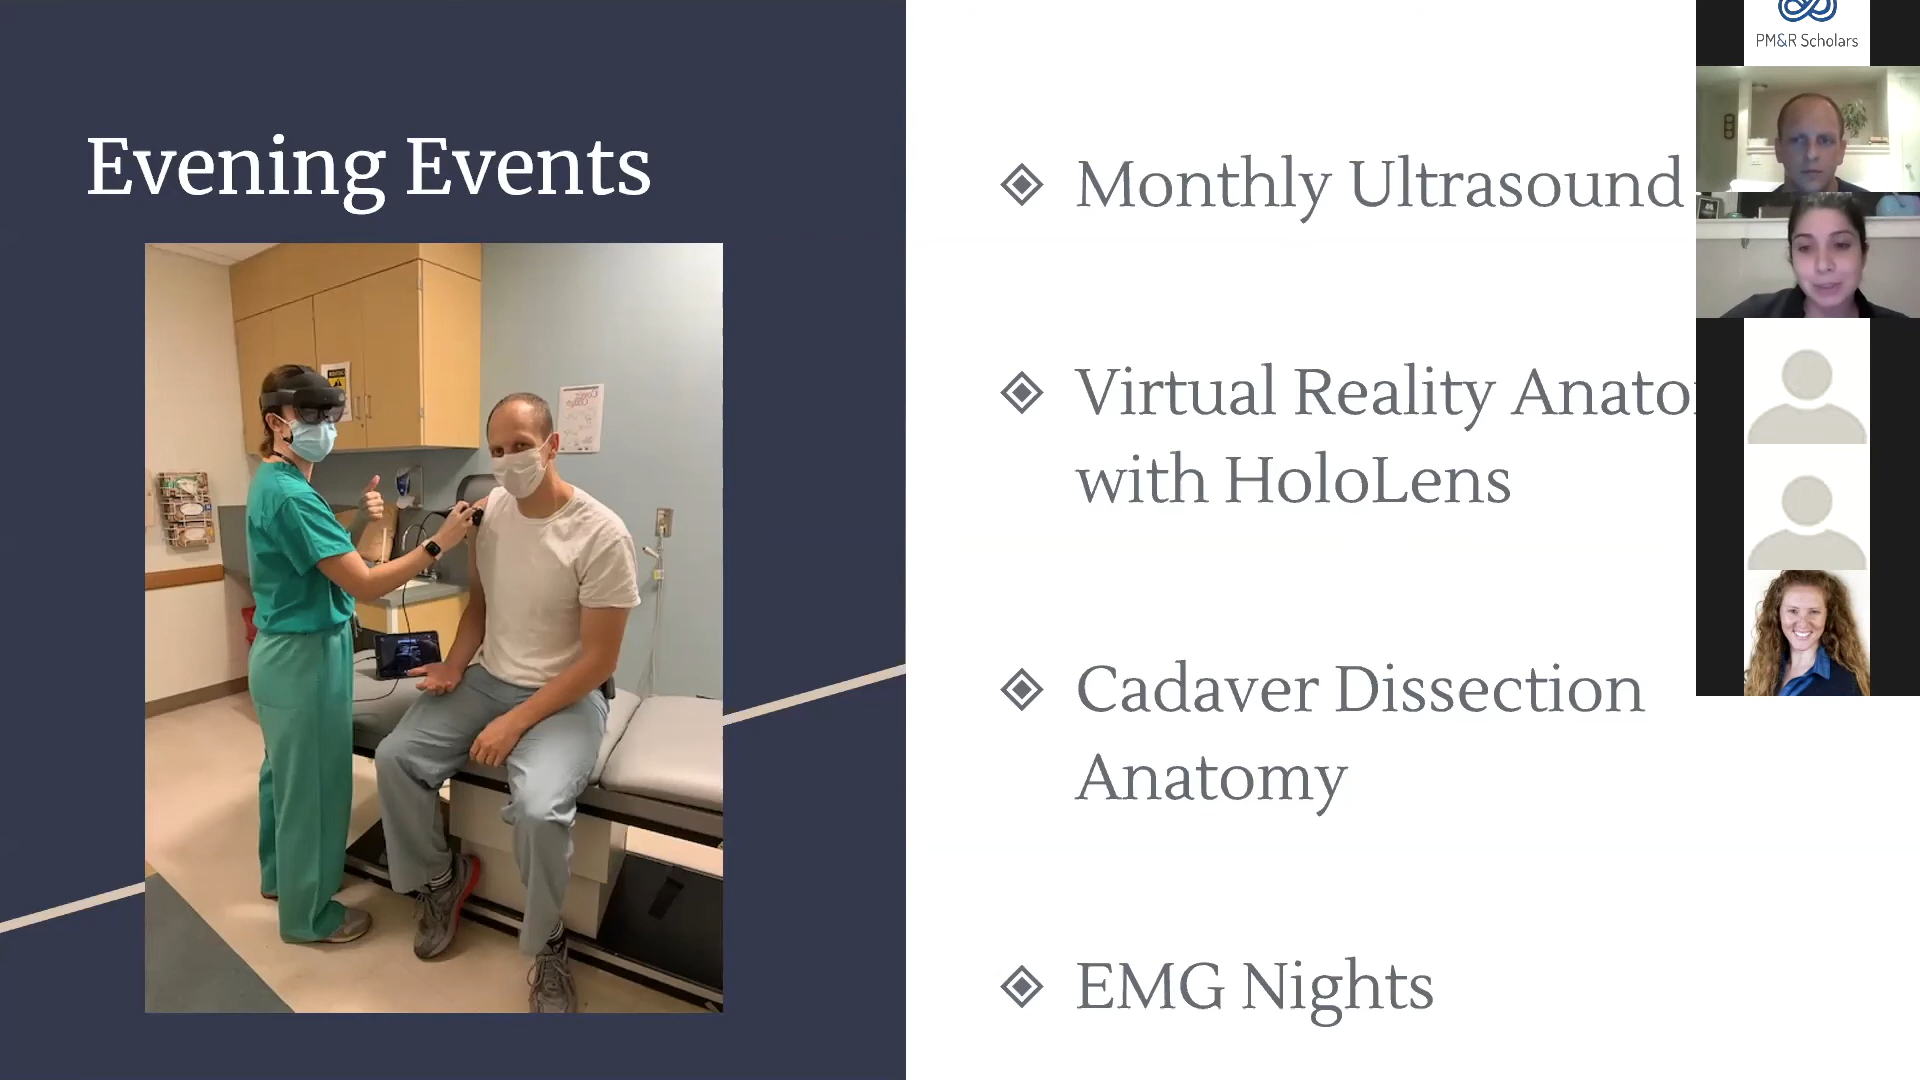 Evening Events
Monthly Ultrasound
Virtual Reality Anato
with HoloLens
Cadaver Dissection
Anatomy
EMG Nights
PM&R Scholars